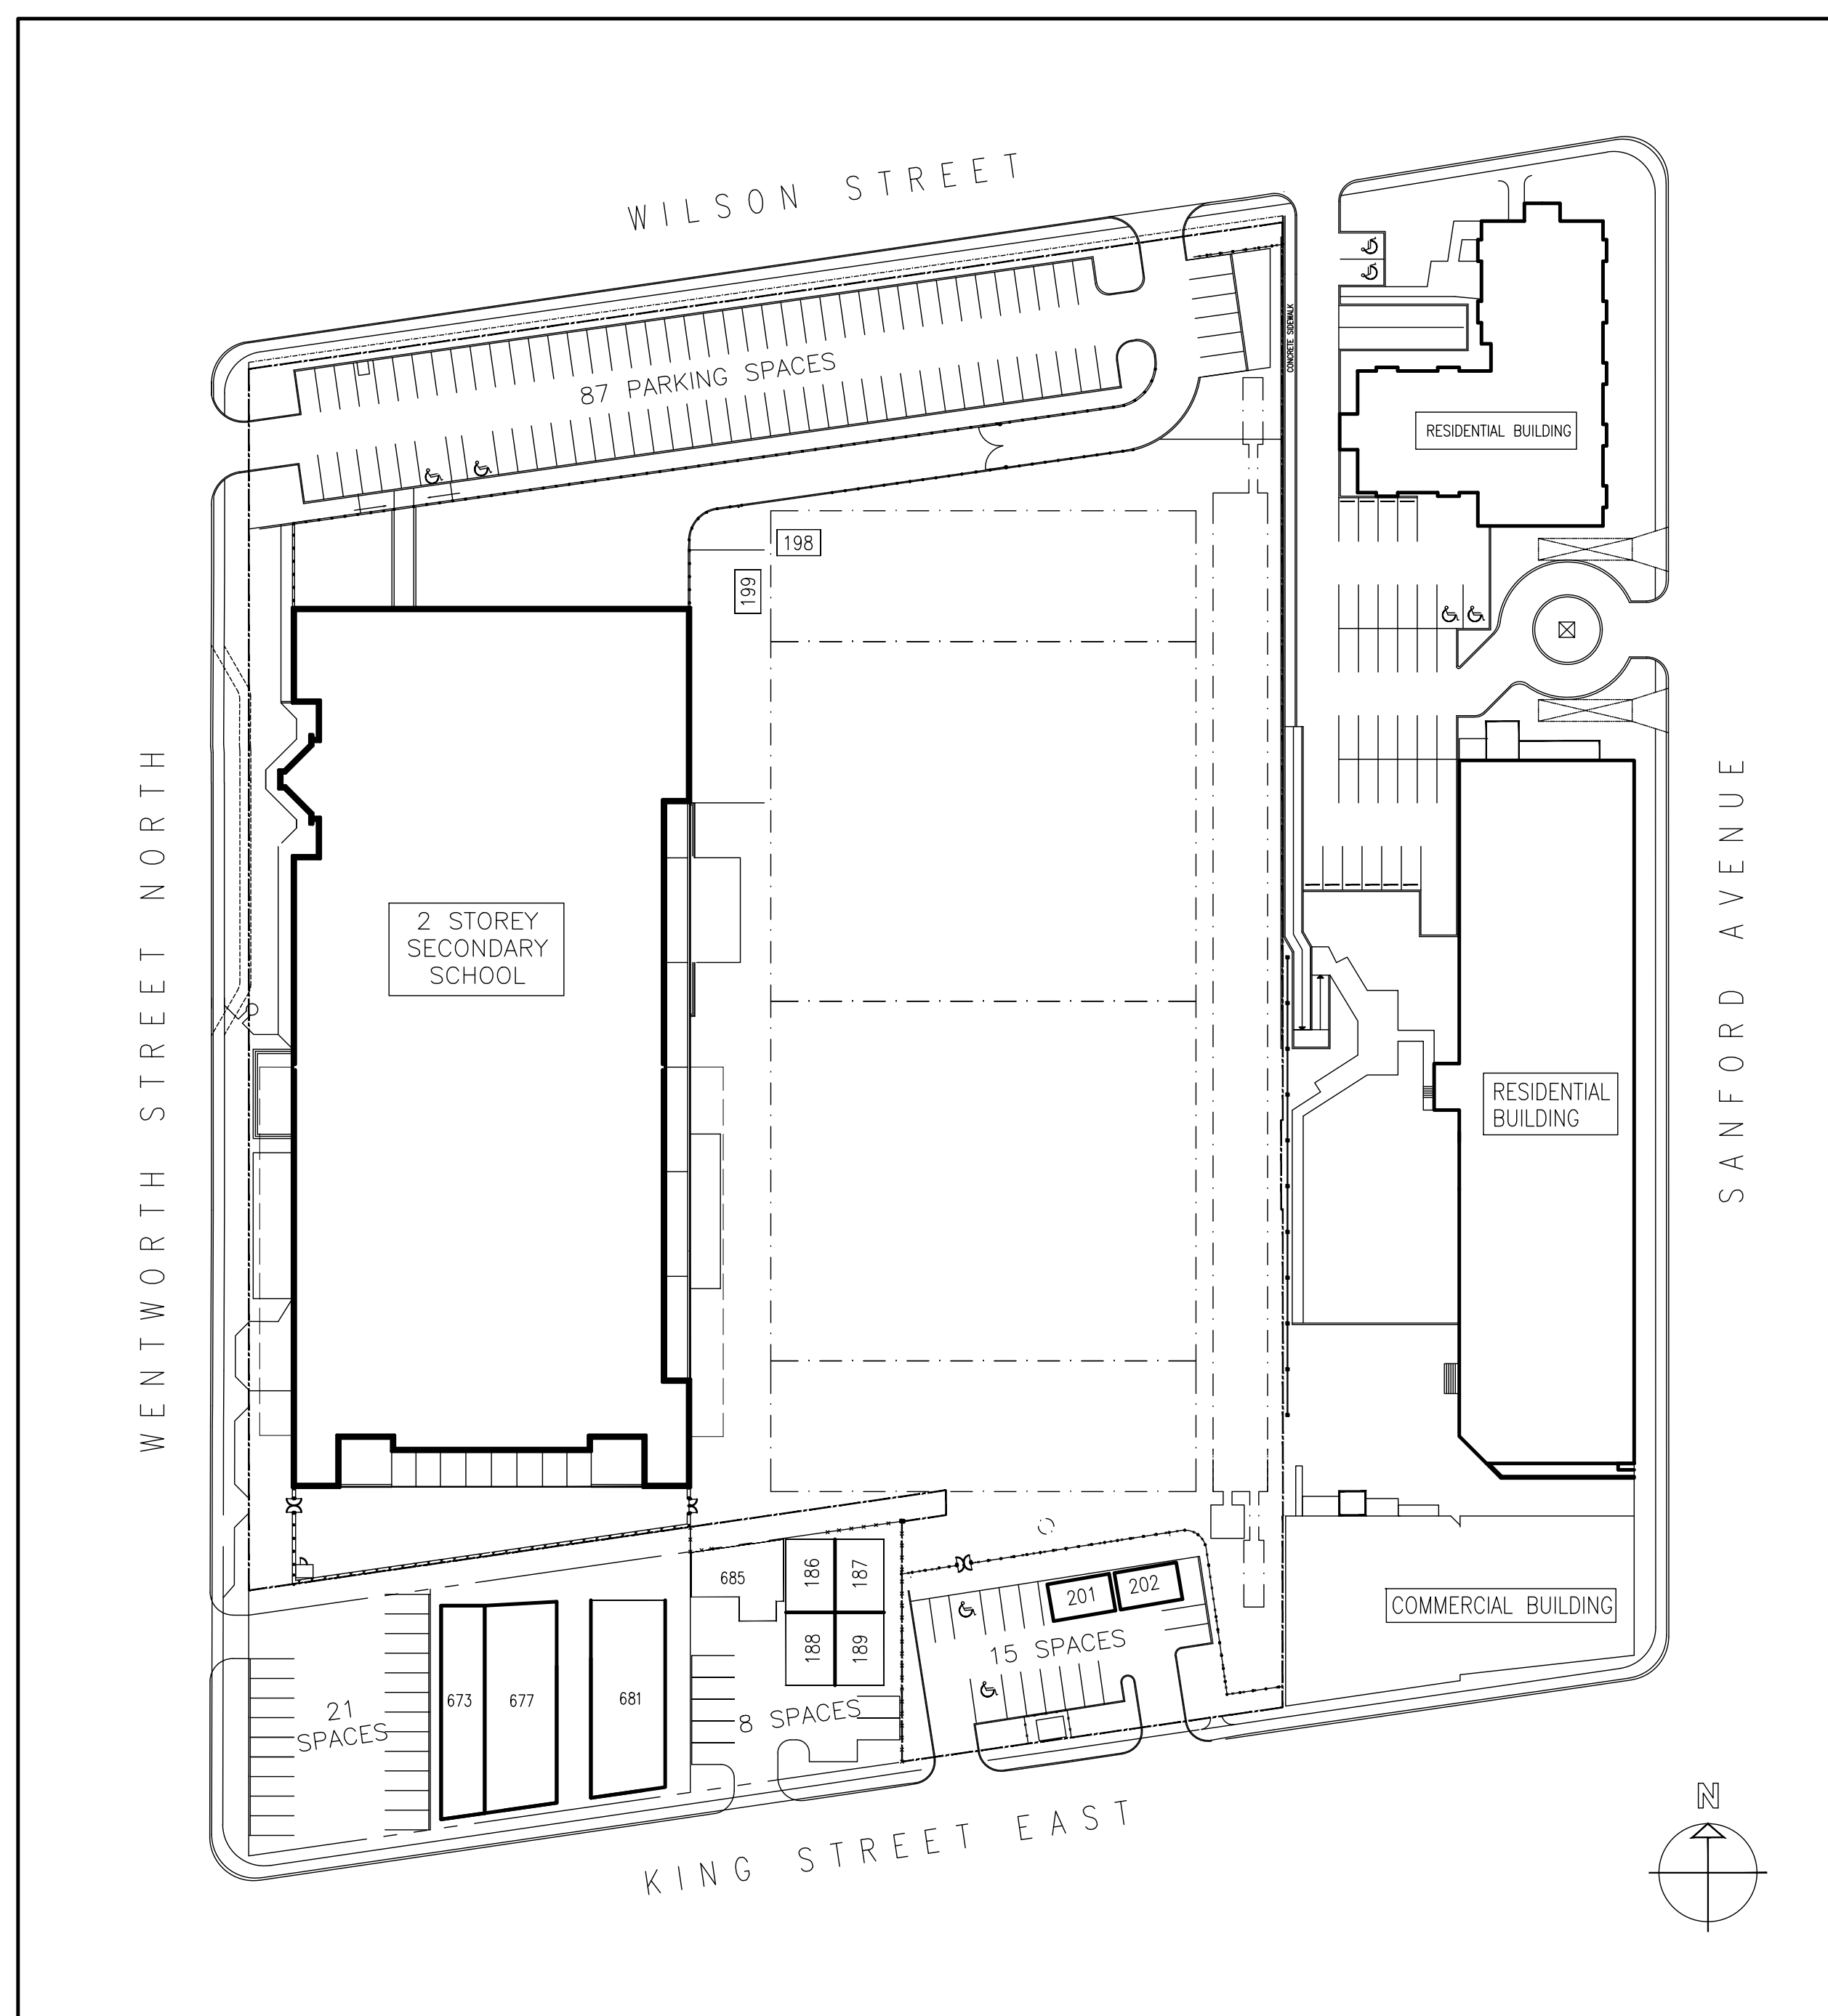 WILSON STREET
CONCRETE SIDEWALK
87 PARKING SPACES
RESIDENTIAL BUILDING
198
199
WENTWORTH STREET NORTH
2 STOREY
SECONDARY
SCHOOL
SANFORD AVENUE
RESIDENTIAL
BUILDING
685
186
187
188
189
201
202
15 SPACES
COMMERCIAL BUILDING
21
SPACES
673
677
681
8 SPACES
KING STREET EAST
N